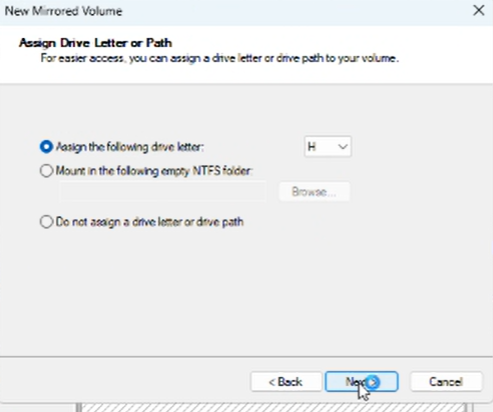 New Mirrored Volume
Assign Drive Letter or Path
For easier access, you can assign a drive letter or drive path to your volume.
Assign the following drive letter:
H
Mount in the following empty NTFS folder:
Browse...
Do not assign a drive letter or drive path
< Back
Next
Cancel